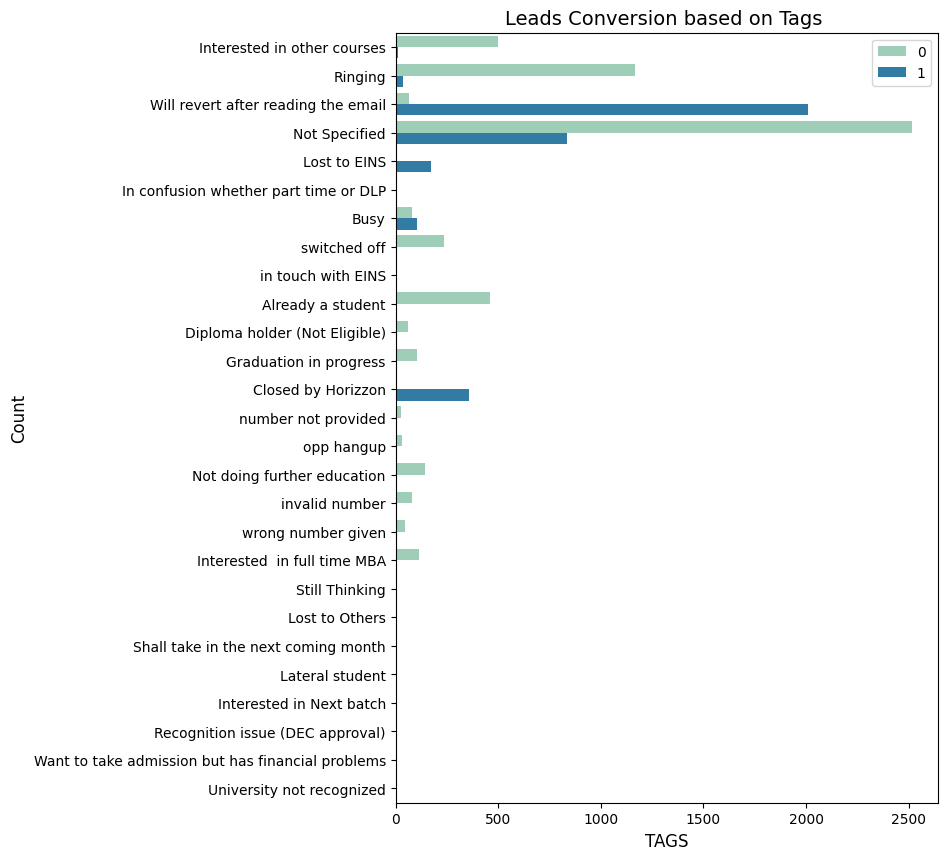 Leads Conversion based on Tags
0
1
Interested in other courses
Ringing
Will revert after reading the email
Not Specified
Lost to EINS
In confusion whether part time or DLP
Busy
switched off
in touch with EINS
Already a student
Diploma holder (Not Eligible)
Graduation in progress
Closed by Horizzon
number not provided
opp hangup
Not doing further education
invalid number
wrong number given
Interested  in full time MBA
Still Thinking
Lost to Others
Shall take in the next coming month
Lateral student
Interested in Next batch
Recognition issue (DEC approval)
Want to take admission but has financial problems
University not recognized
Count
0 500 1000 1500 2000 2500
TAGS